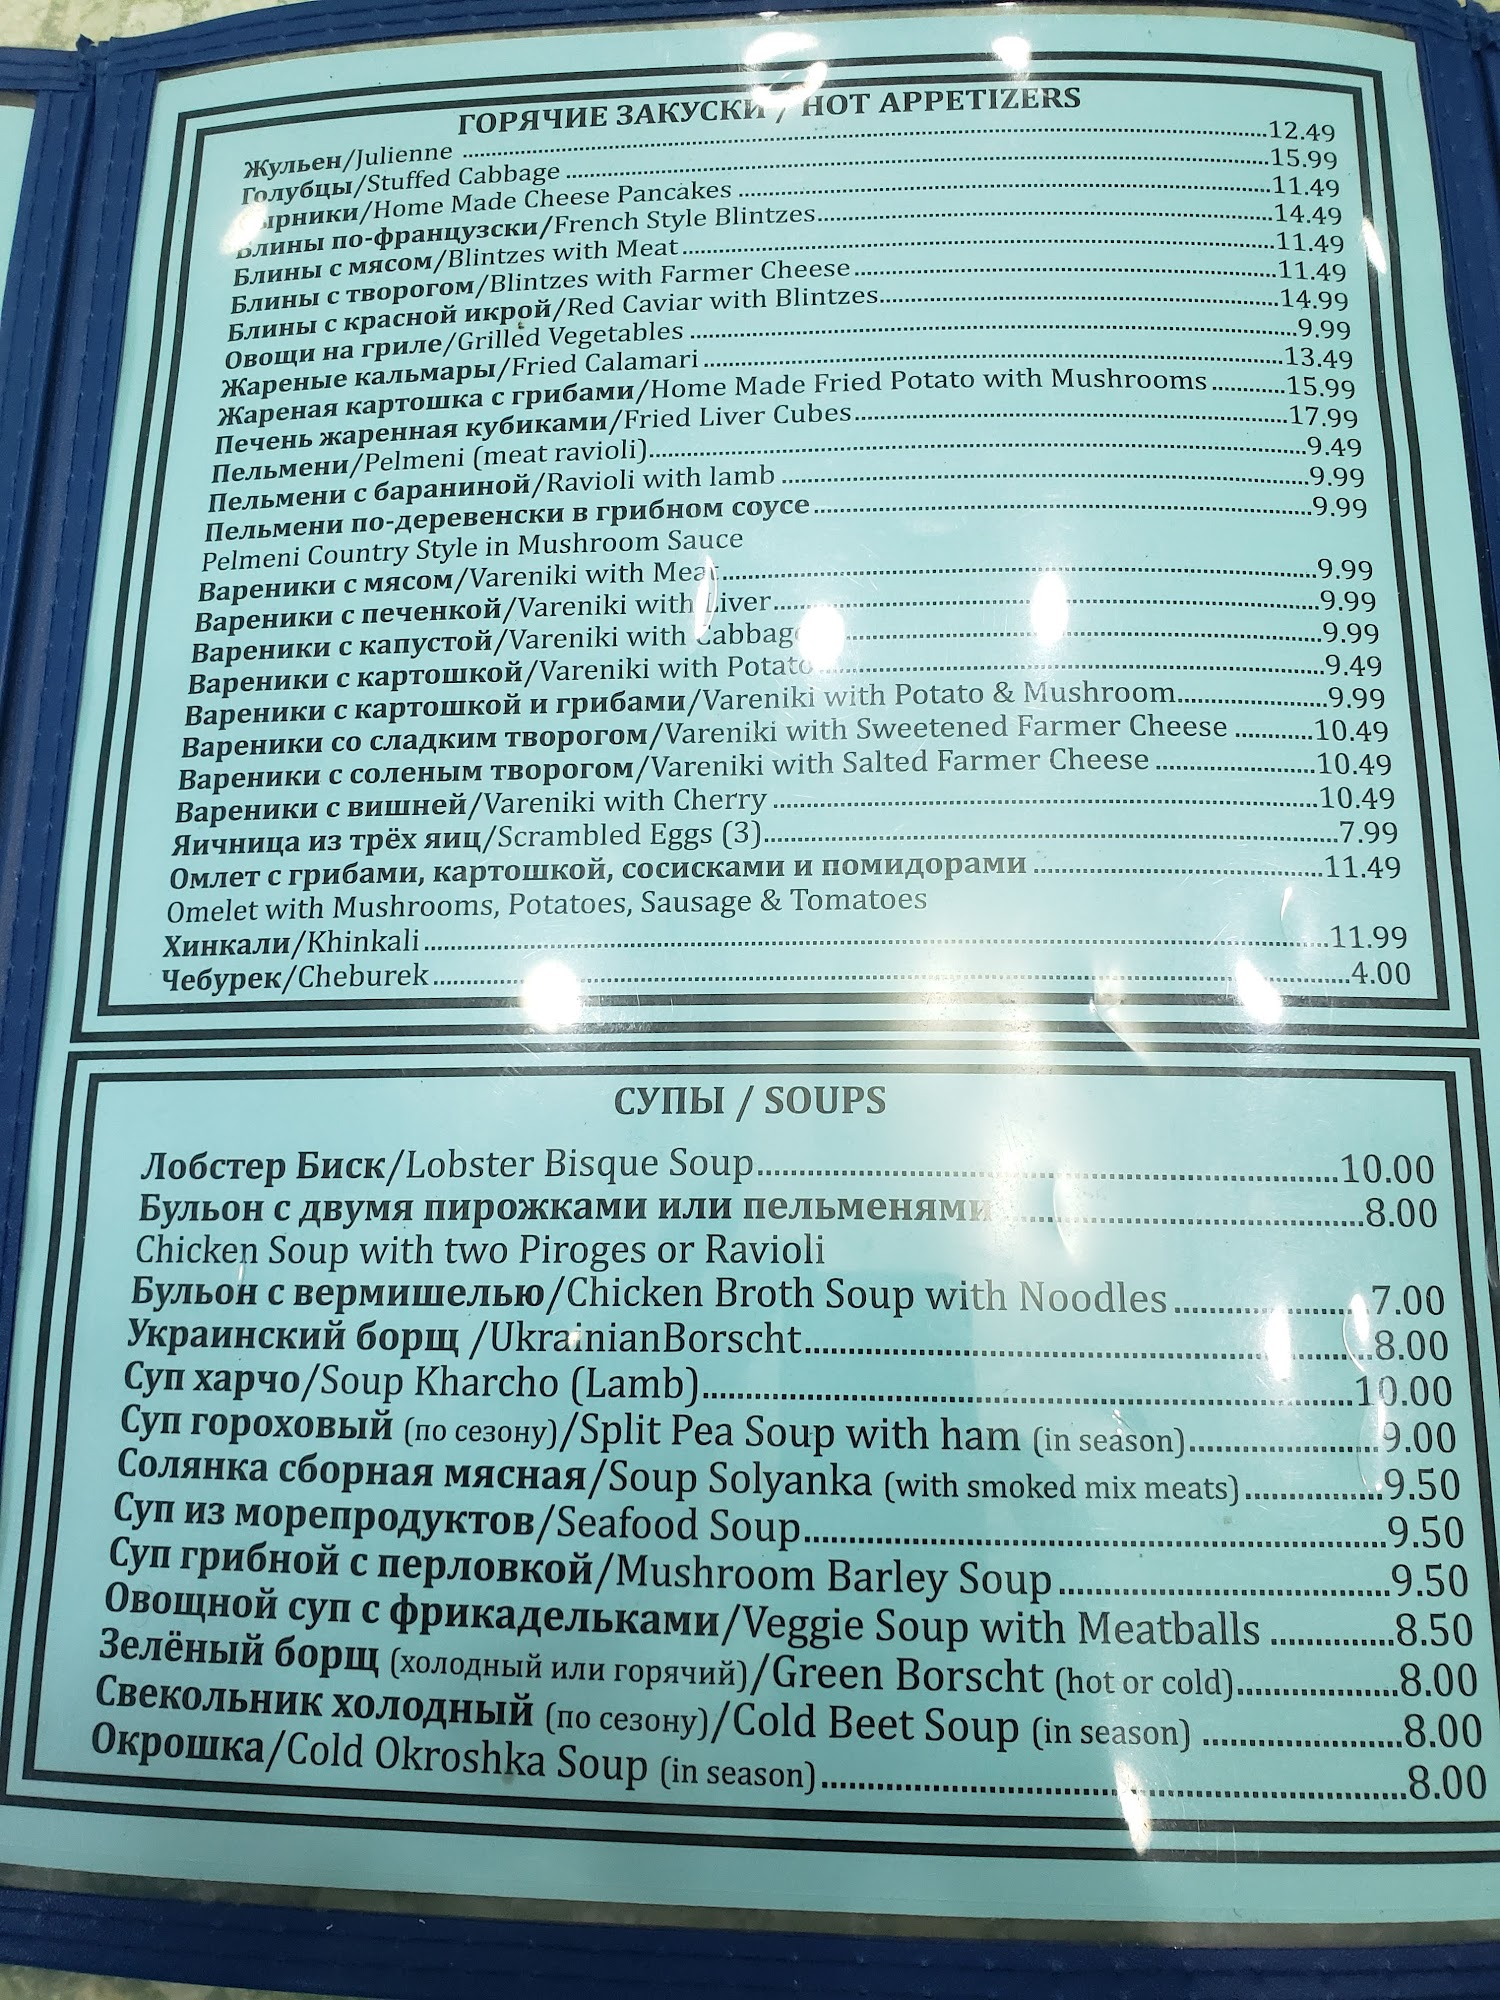 ГОРЯЧИЕ ЗАКУСКИ / HOT APPETIZERS
Жульен/Julienne ........ 12.49
Голубцы/Stuffed Cabbage ........ 15.99
/Home Made Cheese Pancakes ........ 11.49
Блины по-французски/French Style Blintzes ........ 14.49
Блины с мясом/Blintzes with Meat ........ 11.49
Блины с творогом/Blintzes with Farmer Cheese ........ 11.49
Блины с красной икрой/Red Caviar with Blintzes ........ 14.99
Овощи на гриле/Grilled Vegetables ........ 9.99
Жареные кальмары/Fried Calamari ........ 13.49
Жареная картошка с грибами/Home Made Fried Potato with Mushrooms ........ 15.99
Печень жаренная кубиками/Fried Liver Cubes ........ 17.99
Пельмени/Pelmeni (meat ravioli) ........ 9.49
Пельмени с бараниной/Ravioli with lamb ........ 9.99
Пельмени по-деревенски в грибном соусе ........ 9.99
Pelmeni Country Style in Mushroom Sauce
Вареники с мясом/Vareniki with Meat ........ 9.99
Вареники с печенкой/Vareniki with Liver ........ 9.99
Вареники с капустой/Vareniki with Cabbage ........ 9.99
Вареники с картошкой/Vareniki with Potato ........ 9.49
Вареники с картошкой и грибами/Vareniki with Potato & Mushroom ........ 9.99
Вареники со сладким творогом/Vareniki with Sweetened Farmer Cheese ........ 10.49
Вареники с соленым творогом/Vareniki with Salted Farmer Cheese ........ 10.49
Вареники с вишней/Vareniki with Cherry ........ 10.49
Яичница из трёх яиц/Scrambled Eggs (3) ........ 7.99
Омлет с грибами, картошкой, сосисками и помидорами ........ 11.49
Omelet with Mushrooms, Potatoes, Sausage & Tomatoes
Хинкали/Khinkali ........ 11.99
Чебурек/Cheburek ........ 4.00
СУПЫ / SOUPS
Лобстер Биск/Lobster Bisque Soup ........ 10.00
Бульон с двумя пирожками или пельменями ........ 8.00
Chicken Soup with two Piroges or Ravioli
Бульон с вермишелью/Chicken Broth Soup with Noodles ........ 7.00
Украинский борщ /UkrainianBorscht ........ 8.00
Суп харчо/Soup Kharcho (Lamb) ........ 10.00
Суп гороховый (по сезону)/Split Pea Soup with ham (in season) ........ 9.00
Солянка сборная мясная/Soup Solyanka (with smoked mix meats) ........ 9.50
Суп из морепродуктов/Seafood Soup ........ 9.50
Суп грибной с перловкой/Mushroom Barley Soup ........ 9.50
Овощной суп с фрикадельками/Veggie Soup with Meatballs ........ 8.50
Зелёный борщ (холодный или горячий)/Green Borscht (hot or cold) ........ 8.00
Свекольник холодный (по сезону)/Cold Beet Soup (in season) ........ 8.00
Окрошка/Cold Okroshka Soup (in season) ........ 8.00